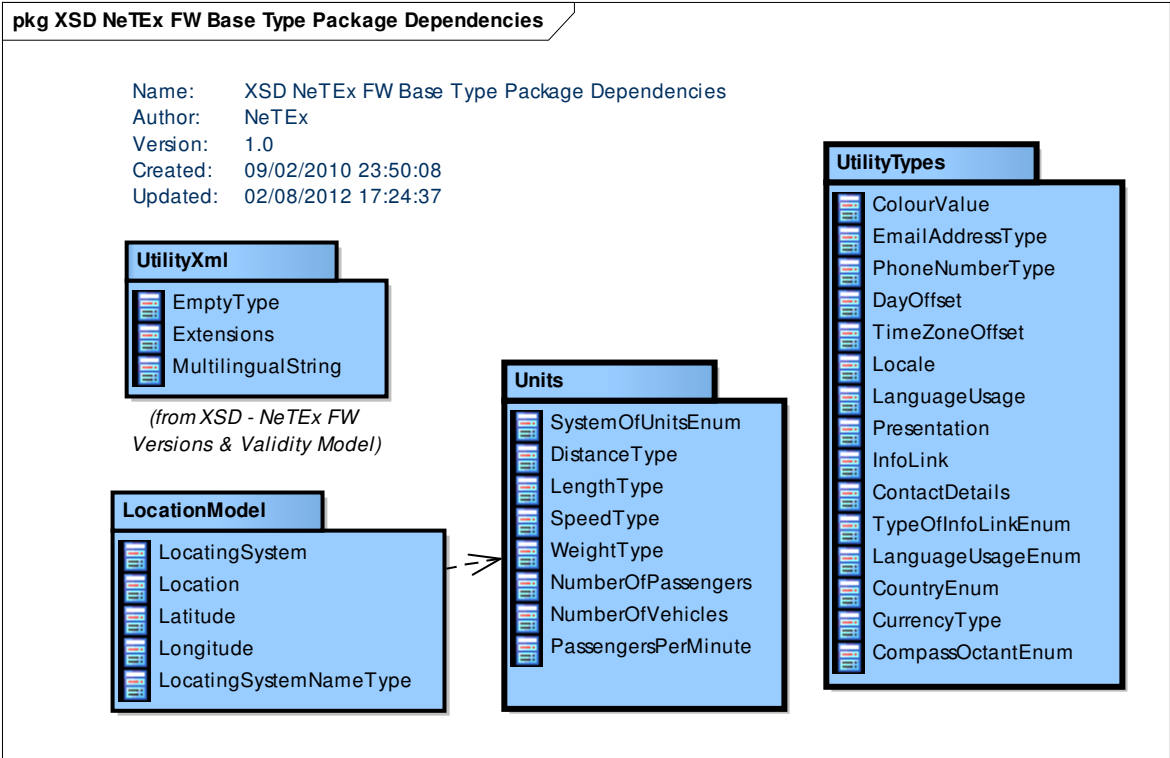 pkg XSD NeTEx FW Base Type Package Dependencies
Name: XSD NeTEx FW Base Type Package Dependencies
Author: NeTEx
Version: 1.0
Created: 09/02/2010 23:50:08
Updated: 02/08/2012 17:24:37
UtilityXml
EmptyType
Extensions
MultilingualString
(from XSD - NeTEx FW
Versions & Validity Model)
LocationModel
LocatingSystem
Location
Latitude
Longitude
LocatingSystemNameType
Units
SystemOfUnitsEnum
DistanceType
LengthType
SpeedType
WeightType
NumberOfPassengers
NumberOfVehicles
PassengersPerMinute
UtilityTypes
ColourValue
EmailAddressType
PhoneNumberType
DayOffset
TimeZoneOffset
Locale
LanguageUsage
Presentation
InfoLink
ContactDetails
TypeOfInfoLinkEnum
LanguageUsageEnum
CountryEnum
CurrencyType
CompassOctantEnum